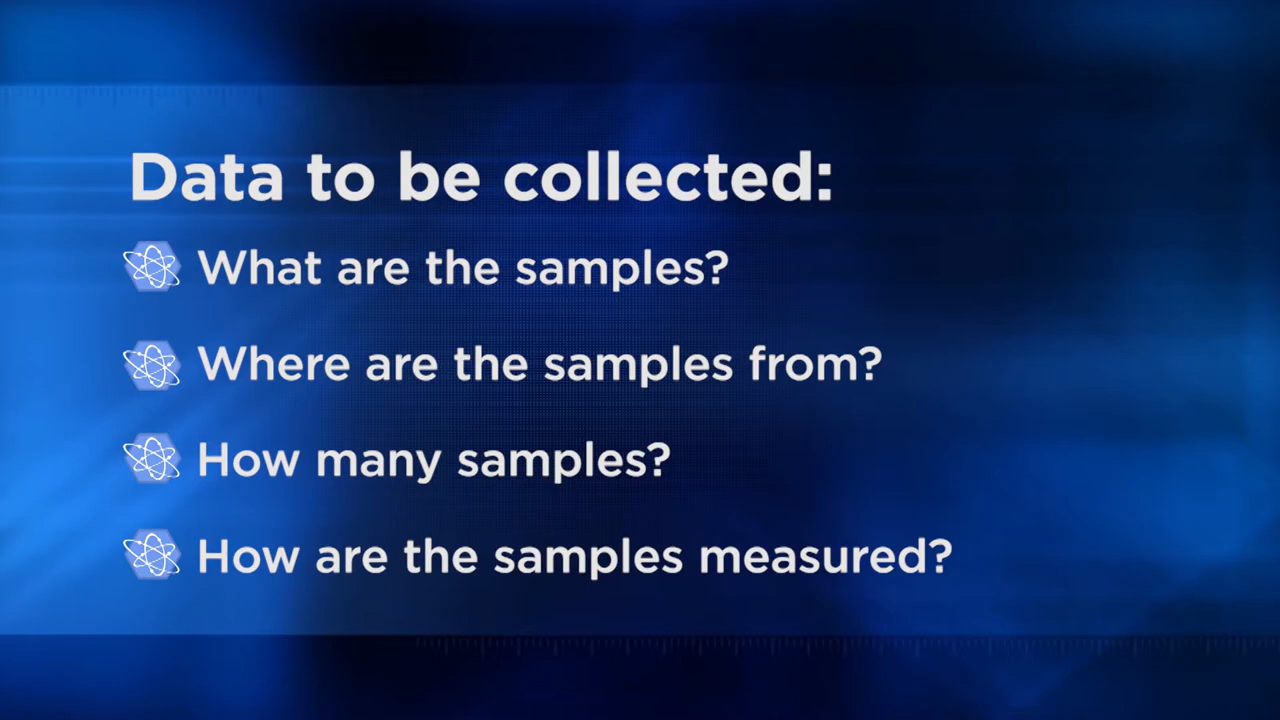 Data to be collected:
What are the samples?
Where are the samples from?
How many samples?
How are the samples measured?